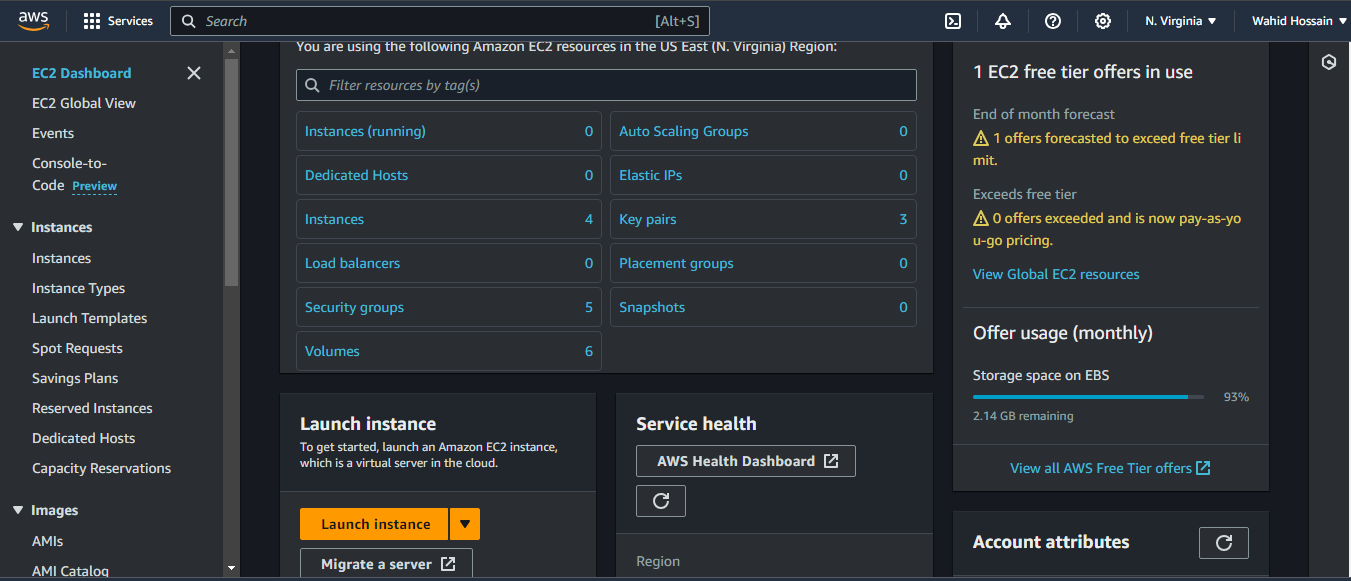 aws
Services
Search
[Alt+S]
N. Virginia
Wahid Hossain
EC2 Dashboard
EC2 Global View
Events
Console-to-
Code Preview
Instances
Instances
Instance Types
Launch Templates
Spot Requests
Savings Plans
Reserved Instances
Dedicated Hosts
Capacity Reservations
Images
AMIs
AMI Catalog
You are using the following Amazon EC2 resources in the US East (N. Virginia) Region:
Filter resources by tag(s)
Instances (running) 0
Auto Scaling Groups 0
Dedicated Hosts 0
Elastic IPs 0
Instances 4
Key pairs 3
Load balancers 0
Placement groups 0
Security groups 5
Snapshots 0
Volumes 6
Launch instance
To get started, launch an Amazon EC2 instance,
which is a virtual server in the cloud.
Launch instance
Migrate a server
Service health
AWS Health Dashboard
Region
1 EC2 free tier offers in use
End of month forecast
1 offers forecasted to exceed free tier li
mit.
Exceeds free tier
0 offers exceeded and is now pay-as-yo
u-go pricing.
View Global EC2 resources
Offer usage (monthly)
Storage space on EBS
93%
2.14 GB remaining
View all AWS Free Tier offers
Account attributes